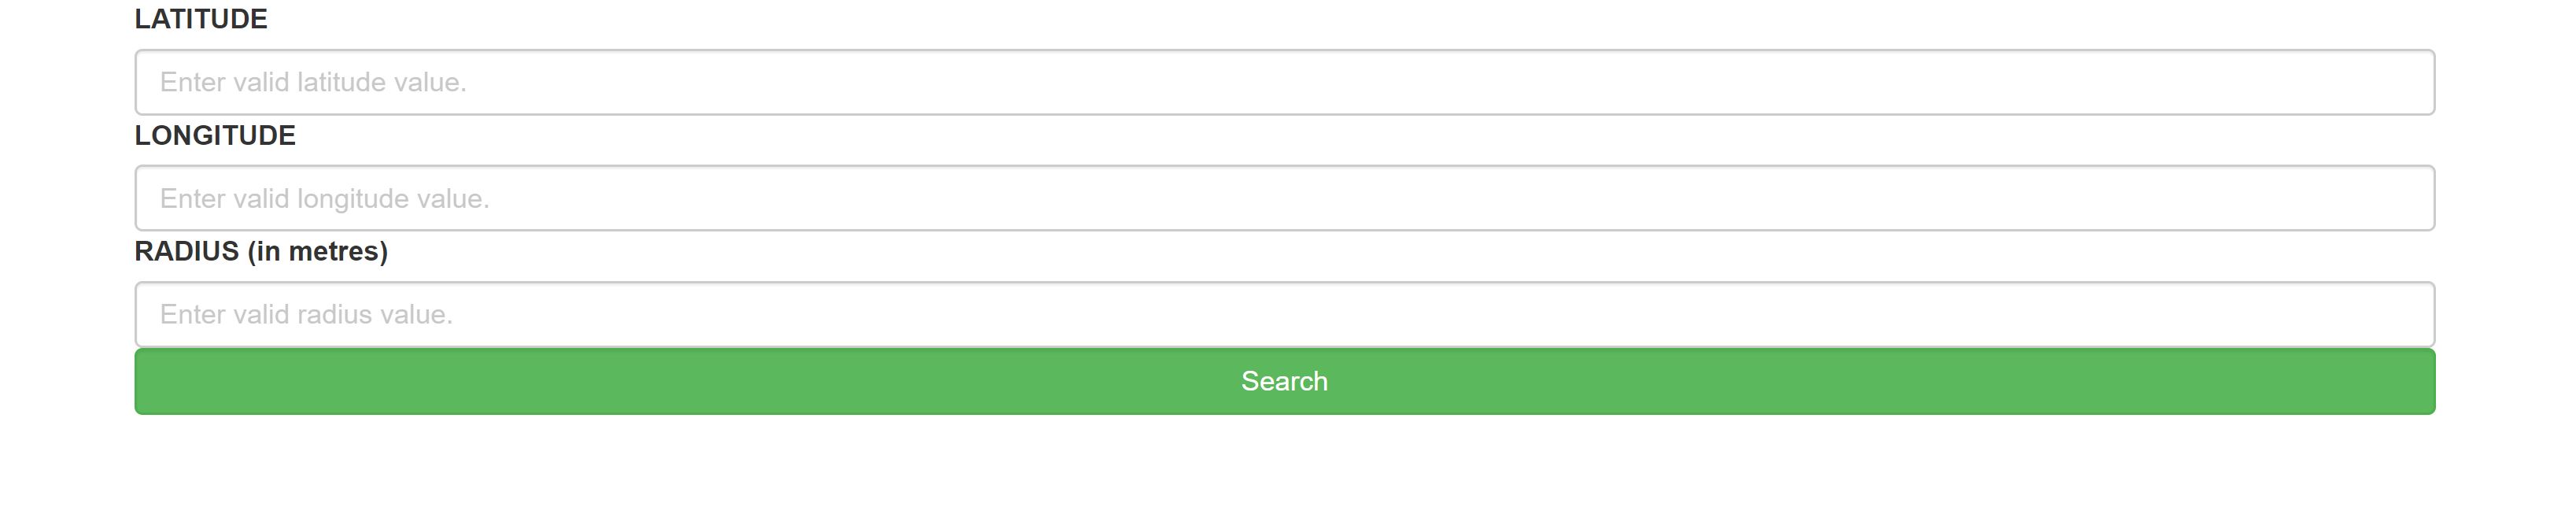 LATITUDE
Enter valid latitude value.
LONGITUDE
Enter valid longitude value.
RADIUS (in metres)
Enter valid radius value.
Search